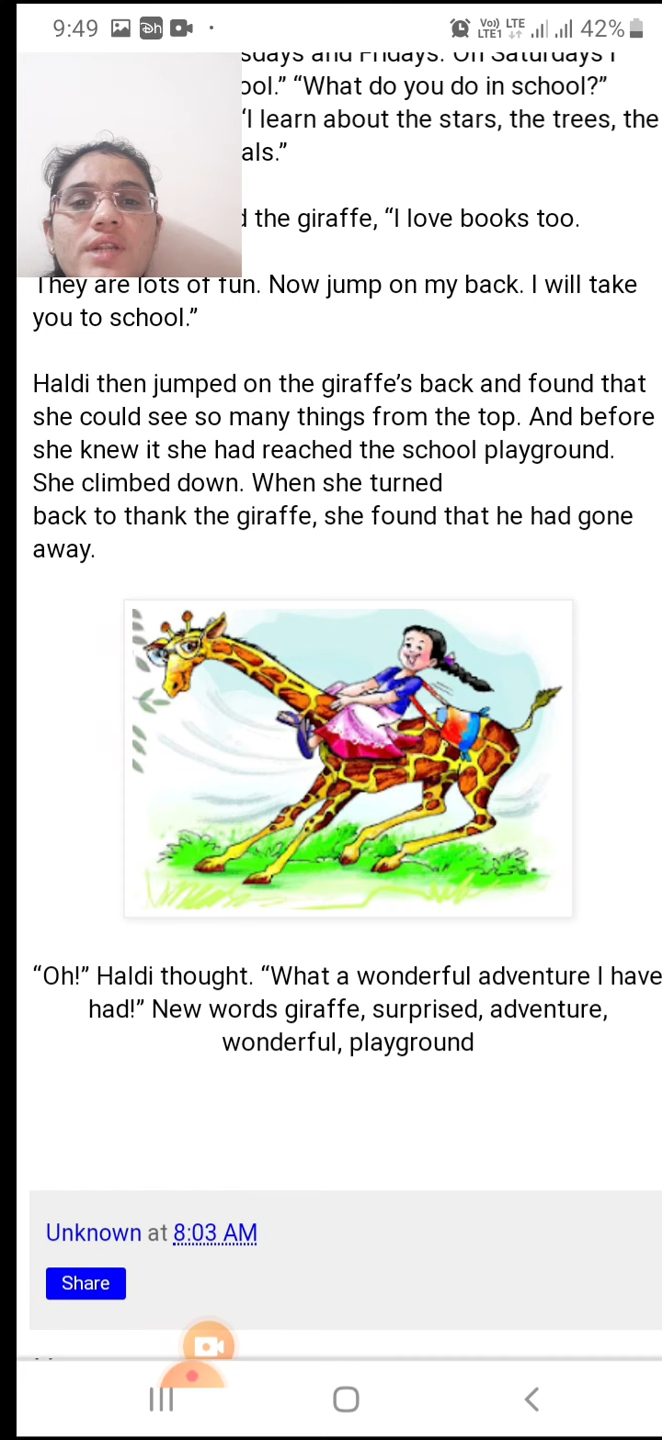 9:49
Vo)) LTE
LTE1
42%
sdays and Fridays. On Saturdays I
ool.” “What do you do in school?”
“I learn about the stars, the trees, the
als.”
d the giraffe, “I love books too.
They are lots of fun. Now jump on my back. I will take
you to school.”
Haldi then jumped on the giraffe’s back and found that
she could see so many things from the top. And before
she knew it she had reached the school playground.
She climbed down. When she turned
back to thank the giraffe, she found that he had gone
away.
“Oh!” Haldi thought. “What a wonderful adventure I have
had!” New words giraffe, surprised, adventure,
wonderful, playground
Unknown at 8:03 AM
Share